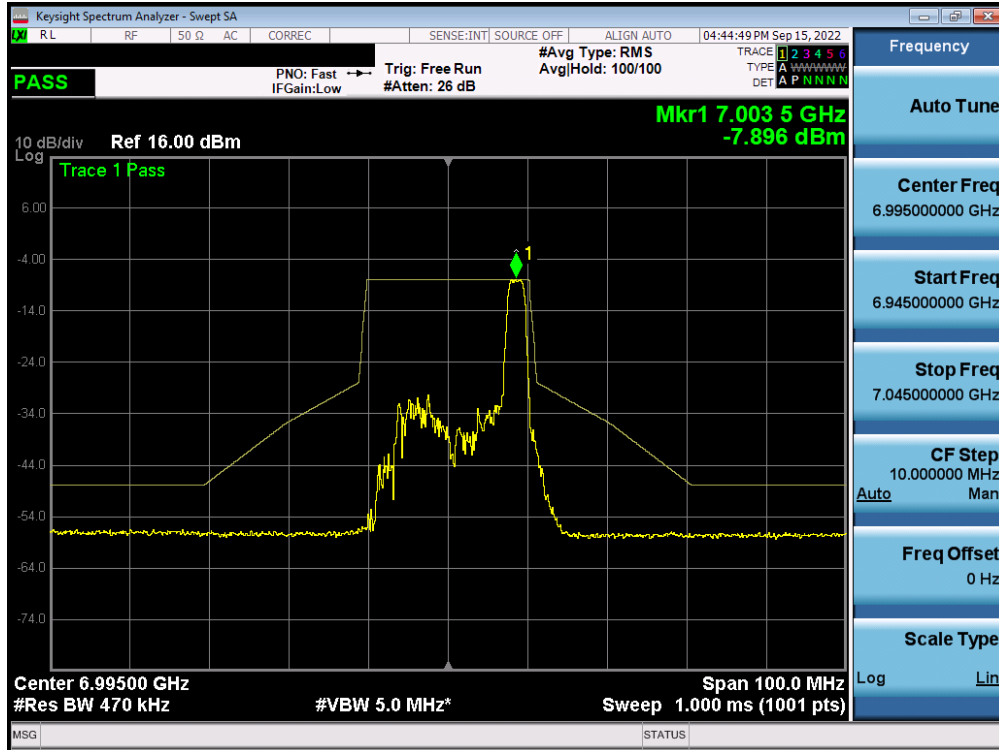 Keysight Spectrum Analyzer - Swept SA
LXI RL RF 50 Ω AC CORREC SENSE:INT SOURCE OFF ALIGN AUTO 04:44:49 PM Sep 15, 2022
PASS
PNO: Fast
IFGain:Low
Trig: Free Run
#Atten: 26 dB
#Avg Type: RMS
Avg|Hold: 100/100
TRACE 1 2 3 4 5 6
TYPE A WWWWW
DET A P N N N N
Mkr1 7.003 5 GHz
-7.896 dBm
10 dB/div Ref 16.00 dBm
Log
Trace 1 Pass
1
6.00
-4.00
-14.0
-24.0
-34.0
-44.0
-54.0
-64.0
-74.0
Center 6.99500 GHz Span 100.0 MHz
#Res BW 470 kHz #VBW 5.0 MHz* Sweep 1.000 ms (1001 pts)
MSG STATUS
Frequency
Auto Tune
Center Freq
6.995000000 GHz
Start Freq
6.945000000 GHz
Stop Freq
7.045000000 GHz
CF Step
10.000000 MHz
Auto Man
Freq Offset
0 Hz
Scale Type
Log Lin